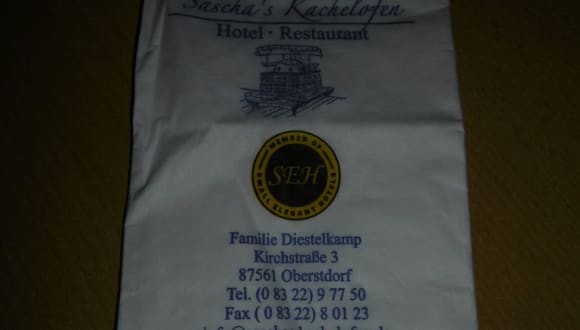 Sascha's Kachelofen
Hotel · Restaurant
MEMBER OF
SEH
SMALL ELEGANT HOTELS
Familie Diestelkamp
Kirchstraße 3
87561 Oberstdorf
Tel. (0 83 22) 9 77 50
Fax ( 0 83 22) 8 01 23